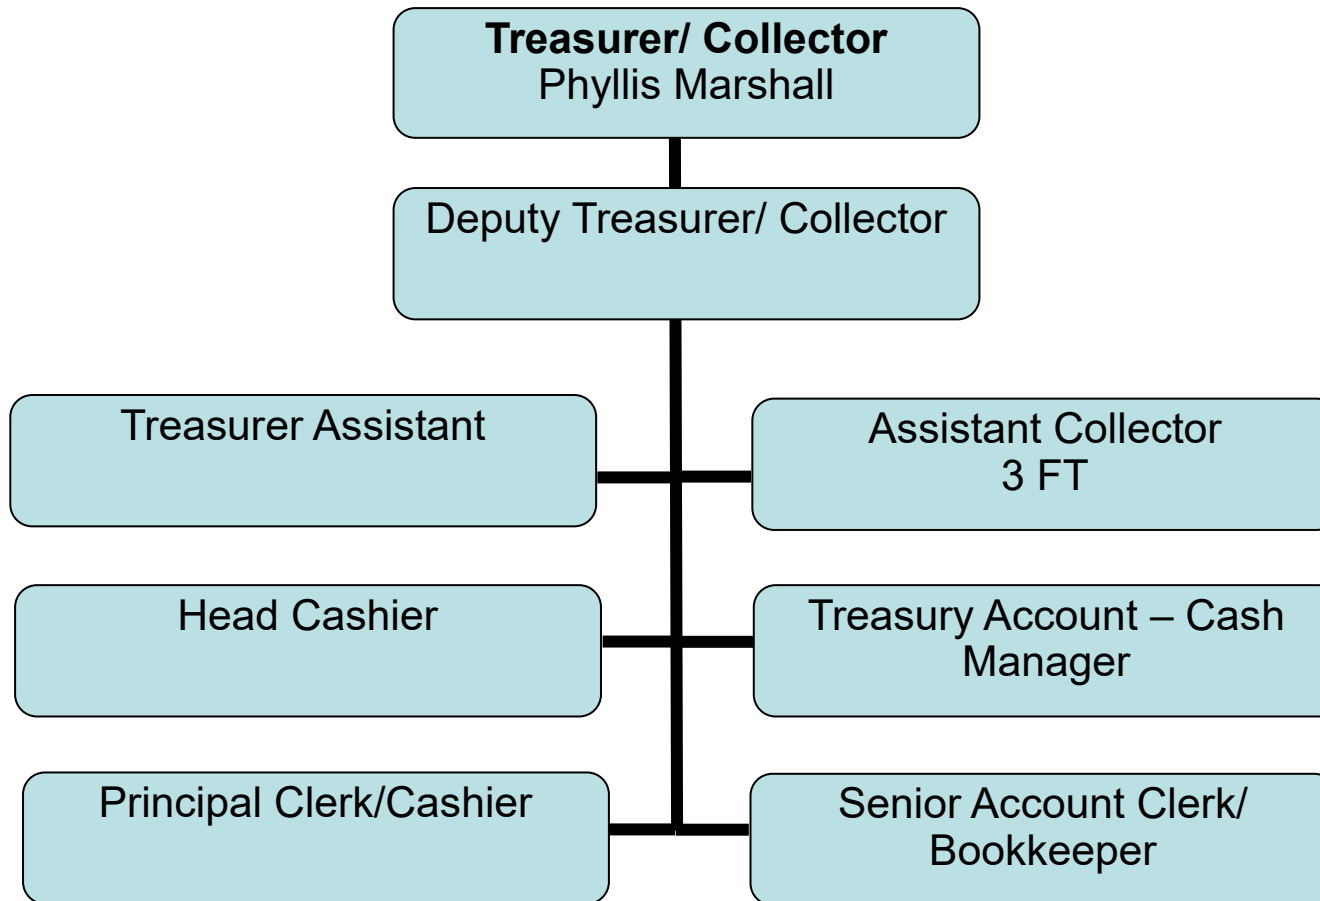 Treasurer/ Collector
Phyllis Marshall
Deputy Treasurer/ Collector
Treasurer Assistant
Assistant Collector
3 FT
Head Cashier
Treasury Account – Cash
Manager
Principal Clerk/Cashier
Senior Account Clerk/
Bookkeeper